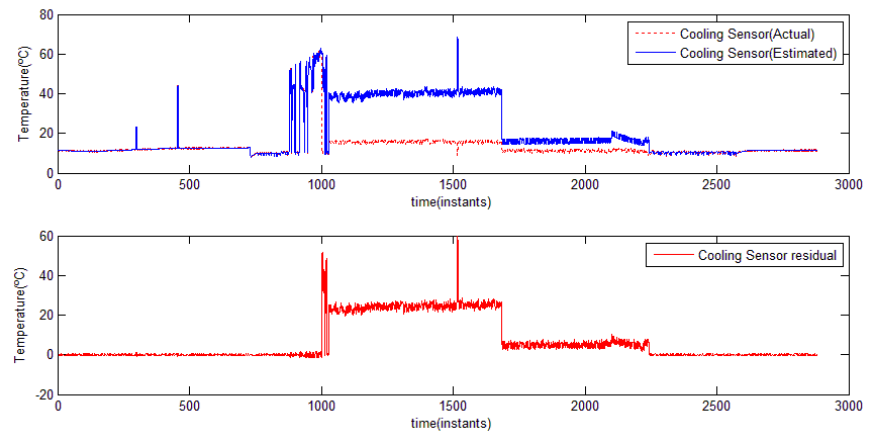 80
60
40
20
0
Temperature(ºC)
Cooling Sensor(Actual)
Cooling Sensor(Estimated)
0 500 1000 1500 2000 2500 3000
time(instants)
60
40
20
0
-20
Temperature(ºC)
Cooling Sensor residual
0 500 1000 1500 2000 2500 3000
time(instants)